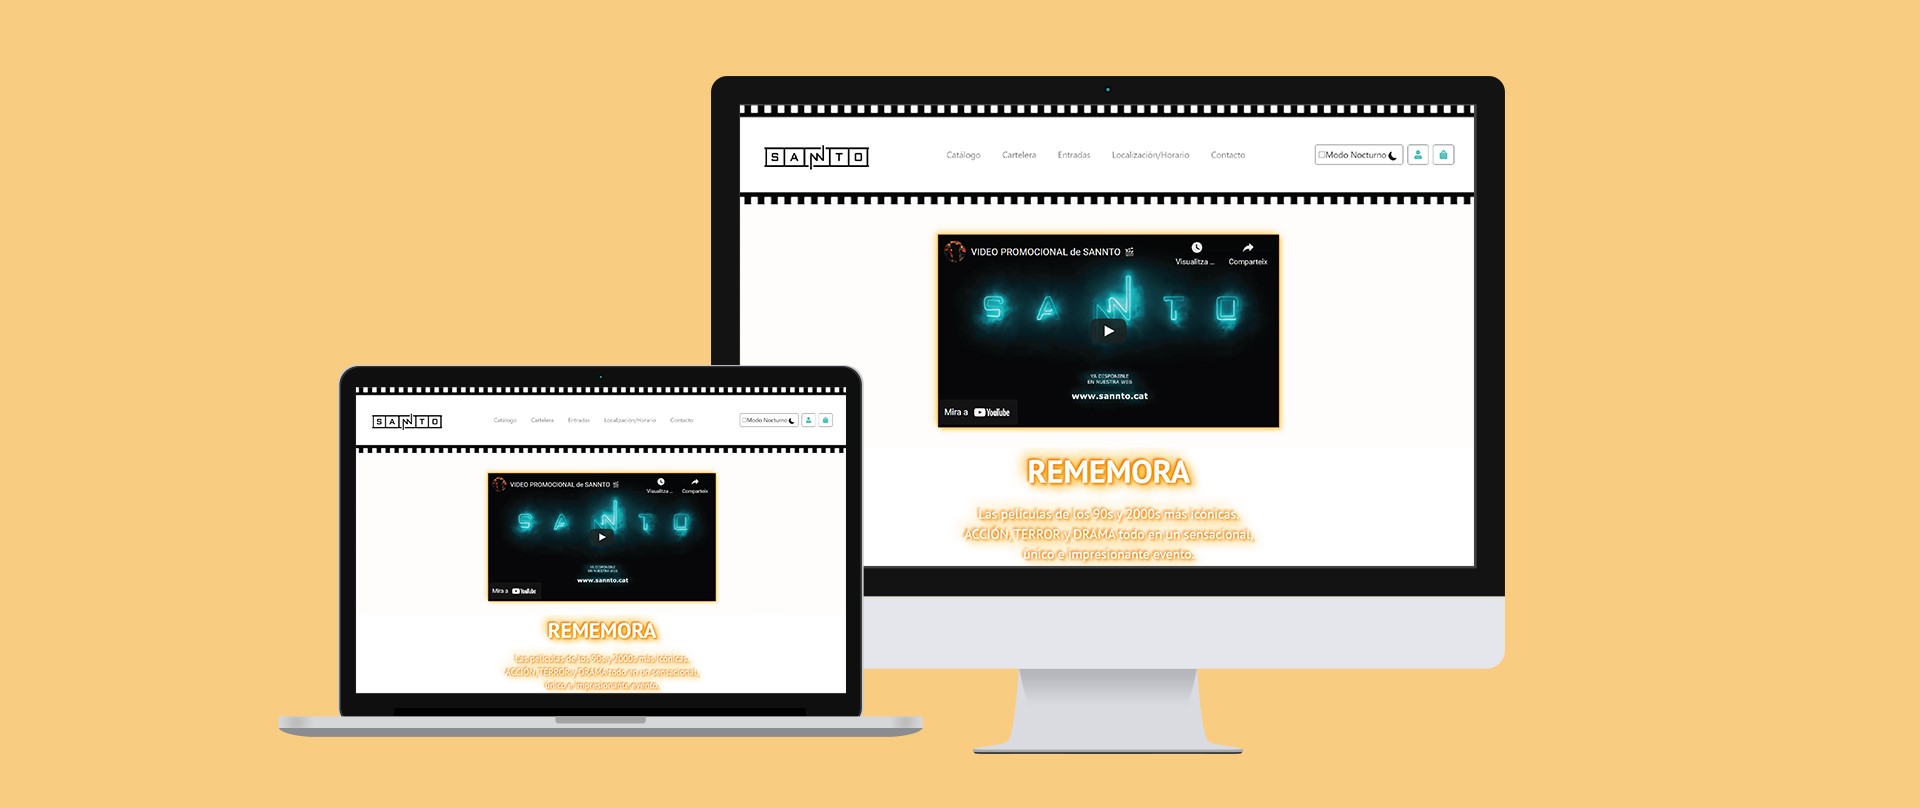 SANNTO
Catálogo Cartelera Entradas Localización/Horario Contacto
Modo Nocturno
VIDEO PROMOCIONAL de SANNTO
Visualitza ... Comparteix
SANNTO
YA DISPONIBLE
EN NUESTRA WEB
www.sannto.cat
Mira a YouTube
REMEMORA
Las películas de los 90s y 2000s más icónicas.
ACCIÓN, TERROR y DRAMA todo en un sensacional,
único e impresionante evento.
SANNTO
Catálogo Cartelera Entradas Localización/Horario Contacto
Modo Nocturno
VIDEO PROMOCIONAL de SANNTO
Visualitza ... Comparteix
SANNTO
YA DISPONIBLE
EN NUESTRA WEB
www.sannto.cat
Mira a YouTube
REMEMORA
Las películas de los 90s y 2000s más icónicas.
ACCIÓN, TERROR y DRAMA todo en un sensacional,
único e impresionante evento.